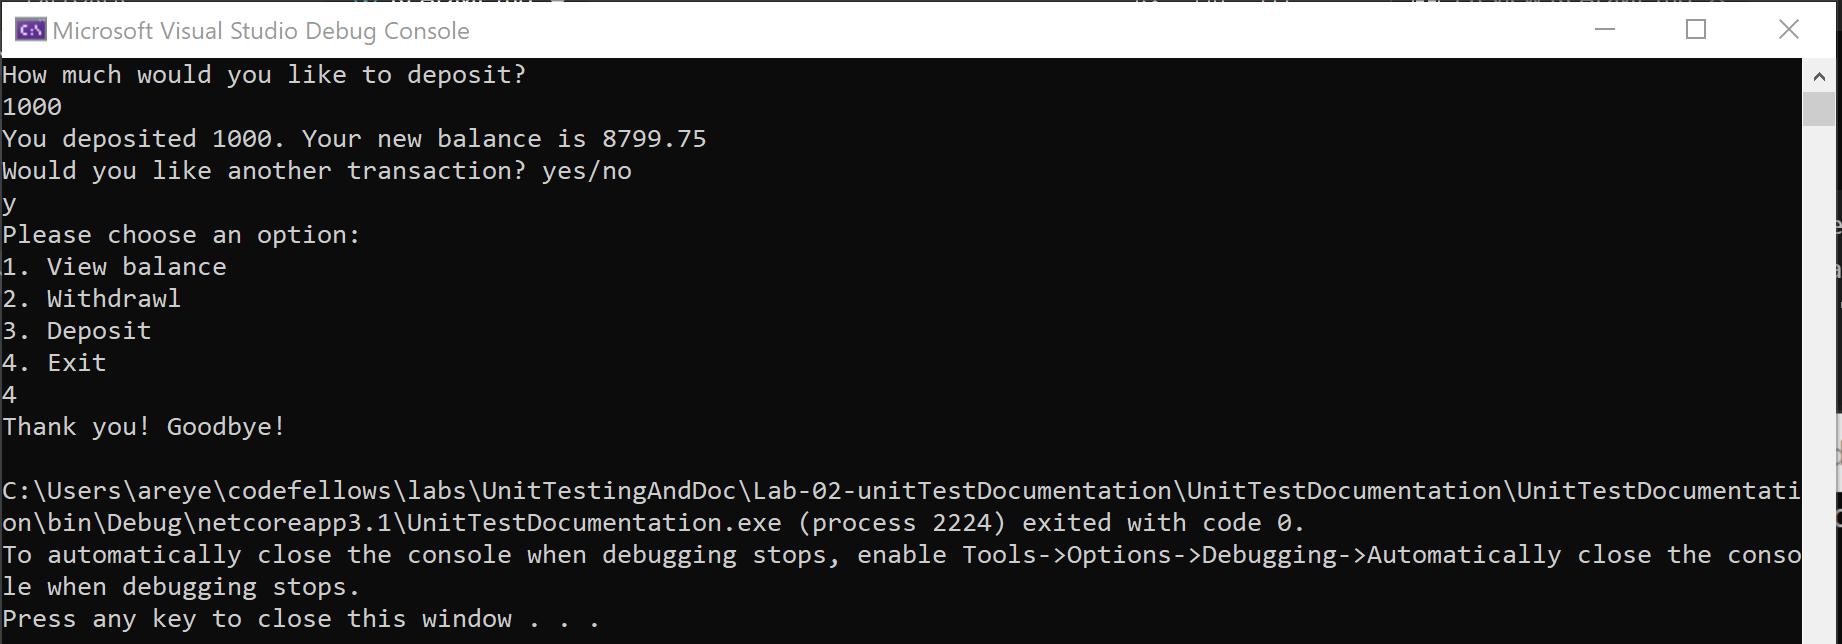 Microsoft Visual Studio Debug Console
How much would you like to deposit?
1000
You deposited 1000. Your new balance is 8799.75
Would you like another transaction? yes/no
y
Please choose an option:
1. View balance
2. Withdrawl
3. Deposit
4. Exit
4
Thank you! Goodbye!
C:\Users\areye\codefellows\labs\UnitTestingAndDoc\Lab-02-unitTestDocumentation\UnitTestDocumentation\UnitTestDocumentati
on\bin\Debug\netcoreapp3.1\UnitTestDocumentation.exe (process 2224) exited with code 0.
To automatically close the console when debugging stops, enable Tools->Options->Debugging->Automatically close the conso
le when debugging stops.
Press any key to close this window . . .